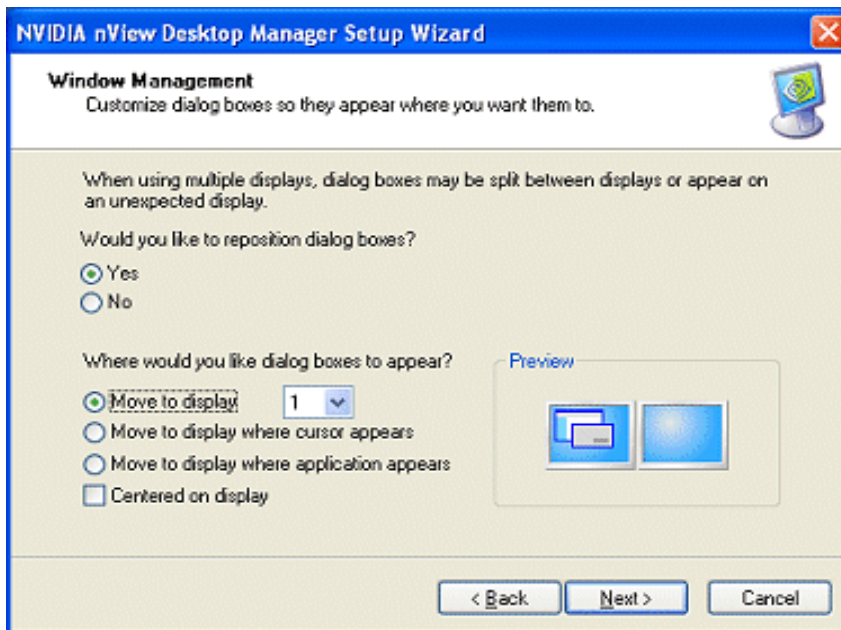 NVIDIA nView Desktop Manager Setup Wizard
Window Management
Customize dialog boxes so they appear where you want them to.
When using multiple displays, dialog boxes may be split between displays or appear on
an unexpected display.
Would you like to reposition dialog boxes?
Yes
No
Where would you like dialog boxes to appear?
Preview
Move to display 1
Move to display where cursor appears
Move to display where application appears
Centered on display
< Back Next > Cancel